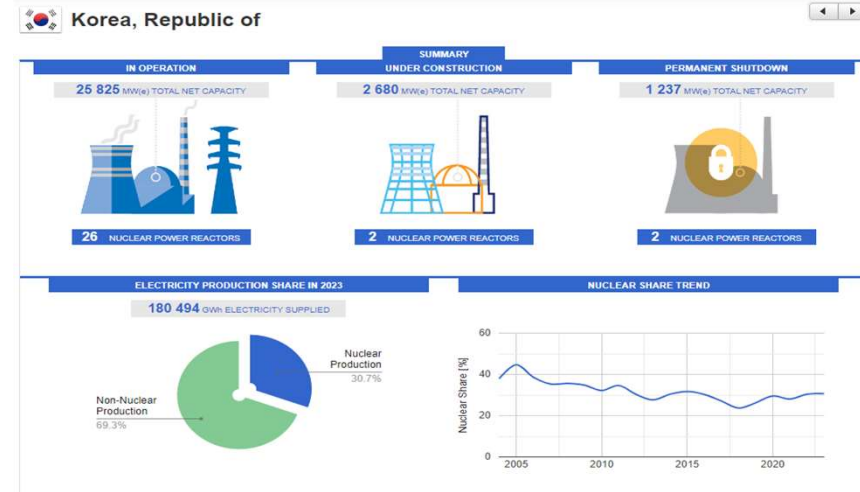 Korea, Republic of
SUMMARY
IN OPERATION
UNDER CONSTRUCTION
PERMANENT SHUTDOWN
25 825 MW(e) TOTAL NET CAPACITY
2 680 MW(e) TOTAL NET CAPACITY
1 237 MW(e) TOTAL NET CAPACITY
26 NUCLEAR POWER REACTORS
2 NUCLEAR POWER REACTORS
2 NUCLEAR POWER REACTORS
ELECTRICITY PRODUCTION SHARE IN 2023
180 494 GWh ELECTRICITY SUPPLIED
Nuclear
Production
30.7%
Non-Nuclear
Production
69.3%
NUCLEAR SHARE TREND
Nuclear Share [%]
60
40
20
0
2005
2010
2015
2020